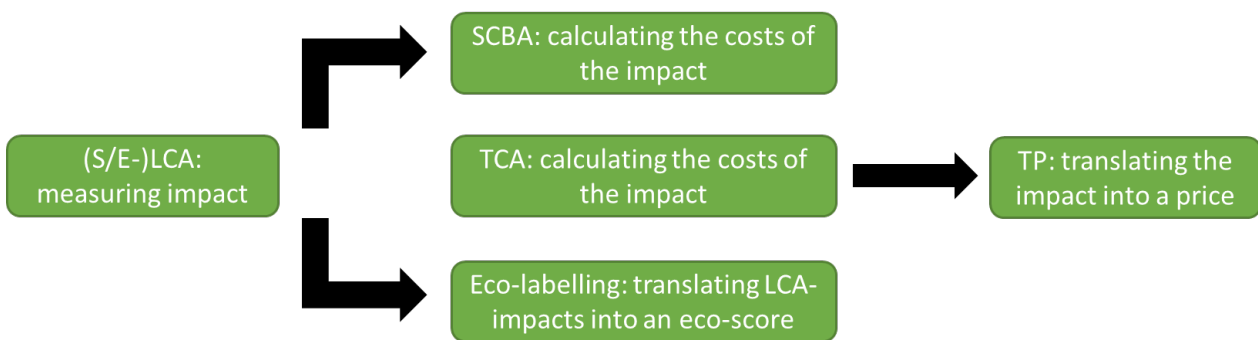 (S/E-)LCA:
measuring impact
SCBA: calculating the costs of
the impact
TCA: calculating the costs of
the impact
Eco-labelling: translating LCA-
impacts into an eco-score
TP: translating the
impact into a price